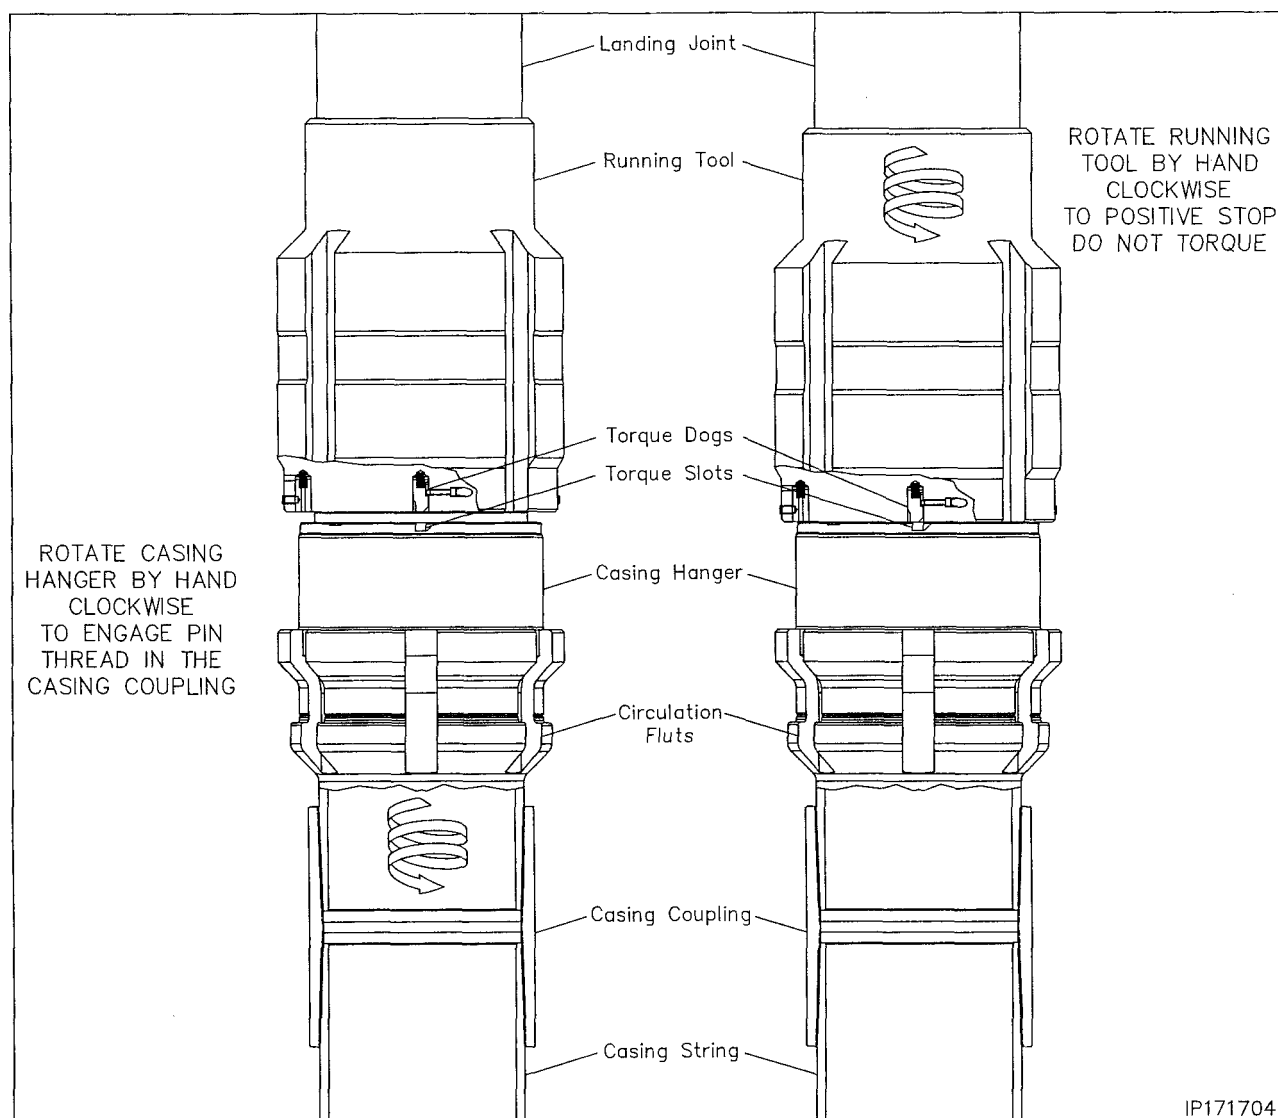 Landing Joint
Running Tool
ROTATE RUNNING
TOOL BY HAND
CLOCKWISE
TO POSITIVE STOP
DO NOT TORQUE
Torque Dogs
Torque Slots
ROTATE CASING
HANGER BY HAND
CLOCKWISE
TO ENGAGE PIN
THREAD IN THE
CASING COUPLING
Casing Hanger
Circulation
Fluts
Casing Coupling
Casing String
IP171704